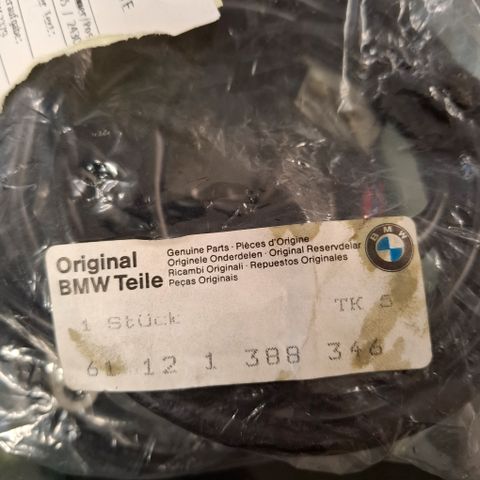 Original
BMW Teile
Genuine Parts · Pièces d'Origine
Originele Onderdelen · Original Reservdelar
Ricambi Originali · Repuestos Originales
Peças Originais
BMW
1 Stück
TK 5
61 12 1 388 346